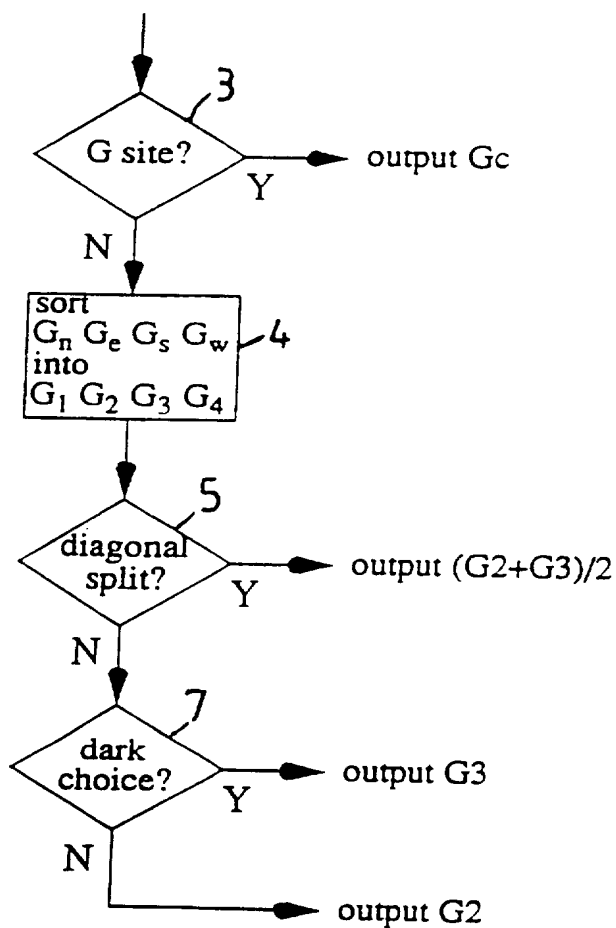 3
G site?
Y
output Gc
N
sort
Gn Ge Gs Gw
into
G1 G2 G3 G4
4
5
diagonal
split?
Y
output (G2+G3)/2
N
7
dark
choice?
Y
output G3
N
output G2